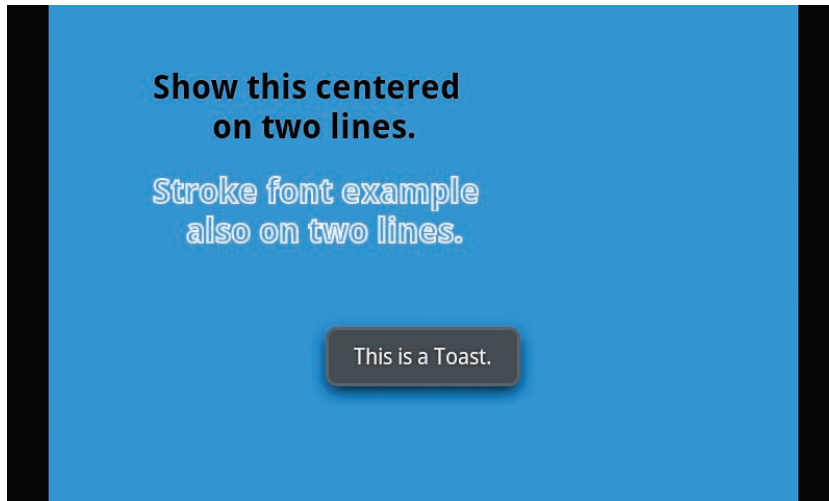 Show this centered
on two lines.
Stroke font example
also on two lines.
This is a Toast.